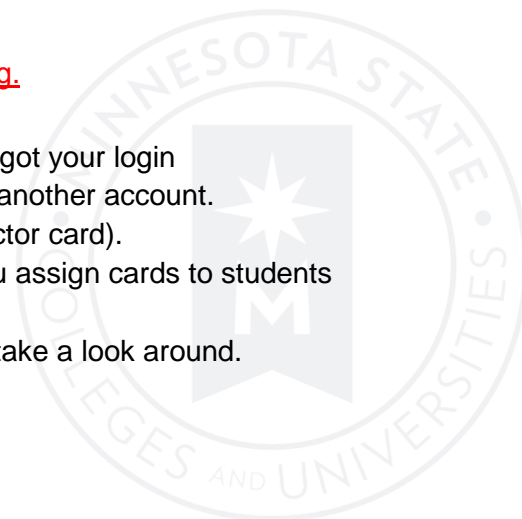 g.
got your login
another account.
ctor card).
u assign cards to students
take a look around.
MINNESOTA STATE
COLLEGES AND UNIVERSITIES
M